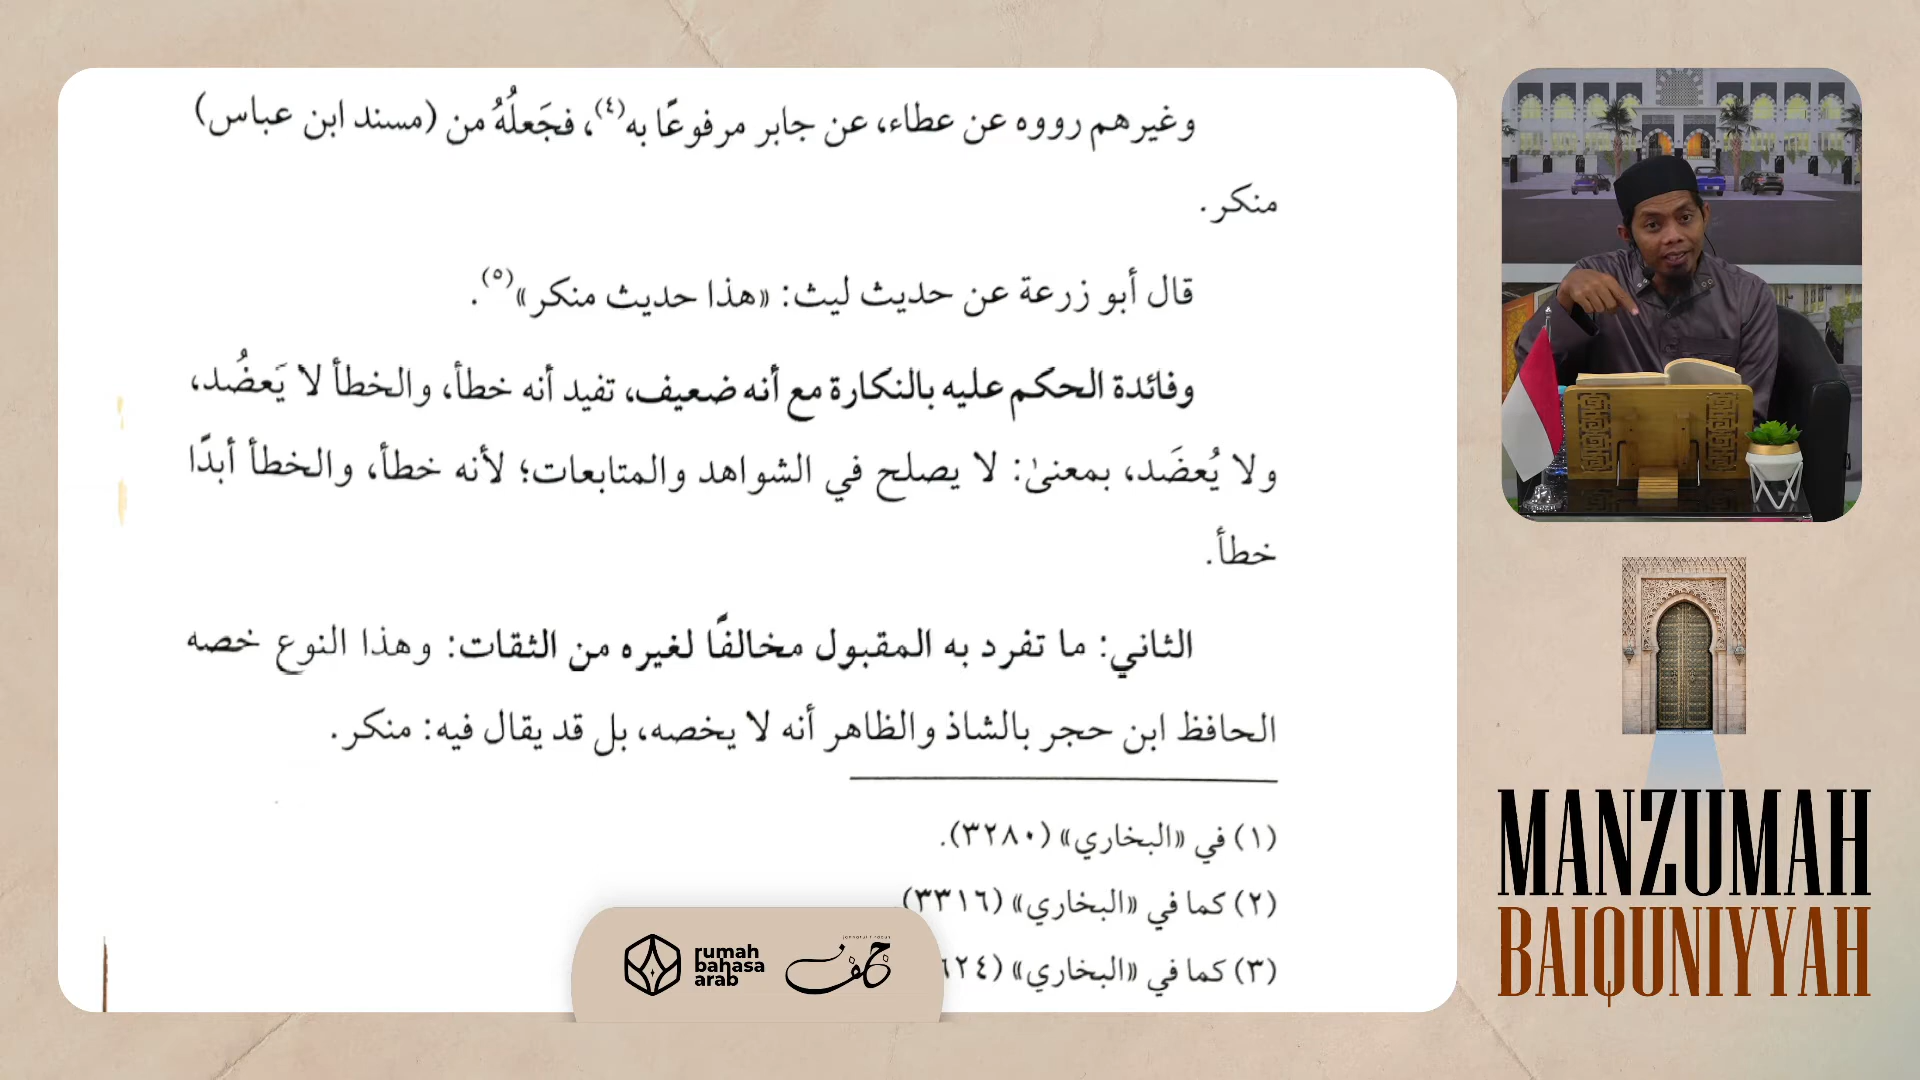 وغيرهم رووه عن عطاء، عن جابر مرفوعًا به(٤)، فجَعلُهُ من (مسند ابن عباس)
منكر.
قال أبو زرعة عن حديث ليث: «هذا حديث منكر»(٥).
وفائدة الحكم عليه بالنكارة مع أنه ضعيف، تفيد أنه خطأ، والخطأ لا يَعضُد،
ولا يُعضَد، بمعنىٰ: لا يصلح في الشواهد والمتابعات؛ لأنه خطأ، والخطأ أبدًا
خطأ.
الثاني: ما تفرد به المقبول مخالفًا لغيره من الثقات: وهذا النوع خصه
الحافظ ابن حجر بالشاذ والظاهر أنه لا يخصه، بل قد يقال فيه: منكر.
(١) في «البخاري» (٣٢٨٠).
(٢) كما في «البخاري» (٣٣١٦)
(٣) كما في «البخاري» (٦٢٤
rumah
bahasa
arab
MANZUMAH
BAIQUNIYYAH